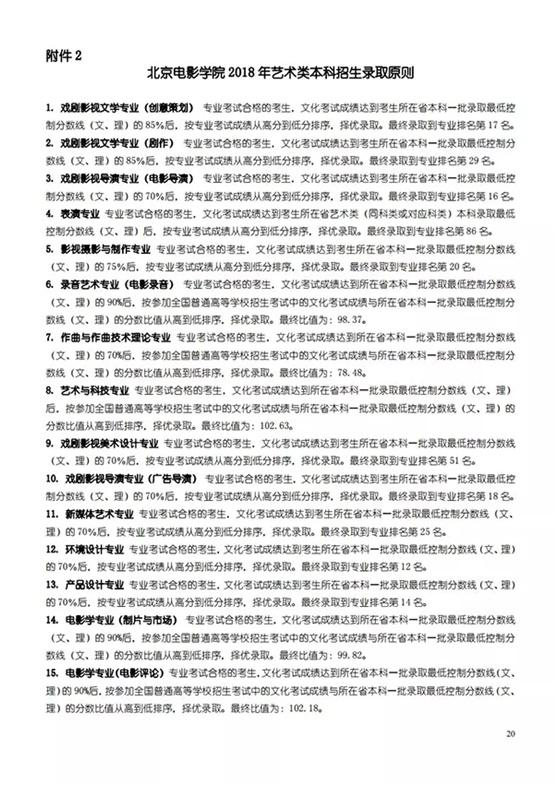 附件 2
北京电影学院 2018 年艺术类本科招生录取原则
1. 戏剧影视文学专业（创意策划） 专业考试合格的考生，文化考试成绩达到考生所在省本科一批录取最低控
制分数线（文、理）的 85%后，按专业考试成绩从高分到低分排序，择优录取。最终录取到专业排名第 17 名。
2. 戏剧影视文学专业（剧作） 专业考试合格的考生，文化考试成绩达到考生所在省本科一批录取最低控制分
数线（文、理）的 85%后，按专业考试成绩从高分到低分排序，择优录取。最终录取到专业排名第 29 名。
3. 戏剧影视导演专业（电影导演） 专业考试合格的考生，文化考试成绩达到考生所在省本科一批录取最低控
制分数线（文、理）的 70%后，按专业考试成绩从高分到低分排序，择优录取。最终录取到专业排名第 16 名。
4. 表演专业 专业考试合格的考生，文化考试成绩达到考生所在省艺术类（同科类或对应科类）本科录取最低
控制分数线（文、理）后，按专业考试成绩从高分到低分排序，择优录取。最终录取到专业排名第 86 名。
5. 影视摄影与制作专业 专业考试合格的考生，文化考试成绩达到考生所在省本科一批录取最低控制分数线
（文、理）的 75%后，按专业考试成绩从高分到低分排序，择优录取。最终录取到专业排名第 20 名。
6. 录音艺术专业（电影录音） 专业考试合格的考生，文化考试成绩达到考生所在省本科一批录取最低控制分
数线（文、理）的 90%后，按参加全国普通高等学校招生考试中的文化考试成绩与所在省本科一批录取最低控制分
数线（文、理）的分数比值从高到低排序，择优录取。最终比值为：98.37。
7. 作曲与作曲技术理论专业 专业考试合格的考生，文化考试成绩达到考生所在省本科一批录取最低控制分数
线（文、理）的 70%后，按参加全国普通高等学校招生考试中的文化考试成绩与所在省本科一批录取最低控制分数
线（文、理）的分数比值从高到低排序，择优录取。最终比值为：78.48。
8. 艺术与科技专业 专业考试合格的考生，文化考试成绩达到考生所在省本科一批录取最低控制分数线（文、理）
后，按参加全国普通高等学校招生考试中的文化考试成绩与所在省本科一批录取最低控制分数线（文、理）的
分数比值从高到低排序，择优录取。最终比值为：102.63。
9. 戏剧影视美术设计专业 专业考试合格的考生，文化考试成绩达到考生所在省本科一批录取最低控制分数线
（文、理）的 70%后，按专业考试成绩从高分到低分排序，择优录取。最终录取到专业排名第 51 名。
10. 戏剧影视导演专业（广告导演） 专业考试合格的考生，文化考试成绩达到考生所在省本科一批录取最低控
制分数线（文、理）的 70%后，按专业考试成绩从高分到低分排序，择优录取。最终录取到专业排名第 18 名。
11. 新媒体艺术专业 专业考试合格的考生，文化考试成绩达到考生所在省本科一批录取最低控制分数线（文、
理）的 70%后，按专业考试成绩从高分到低分排序，择优录取。最终录取到专业排名第 25 名。
12. 环境设计专业 专业考试合格的考生，文化考试成绩达到考生所在省本科一批录取最低控制分数线（文、理）
的 70%后，按专业考试成绩从高分到低分排序，择优录取。最终录取到专业排名第 12 名。
13. 产品设计专业 专业考试合格的考生，文化考试成绩达到考生所在省本科一批录取最低控制分数线（文、理）
的 70%后，按专业考试成绩从高分到低分排序，择优录取。最终录取到专业排名第 14 名。
14. 电影学专业（制片与市场） 专业考试合格的考生，文化考试成绩达到考生所在省本科一批录取最低控制分数线
（文、理）的 90%后，按参加全国普通高等学校招生考试中的文化考试成绩与所在省本科一批录取最低控制分数
线（文、理）的分数比值从高到低排序，择优录取。最终比值为：99.82。
15. 电影学专业（电影评论） 专业考试合格的考生，文化考试成绩达到考生所在省本科一批录取最低控制分数线（文、
理）的 90%后，按参加全国普通高等学校招生考试中的文化考试成绩与所在省本科一批录取最低控制分数线（文、
理）的分数比值从高到低排序，择优录取。最终比值为：102.18。
20